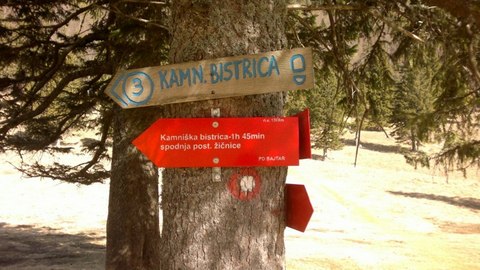 3 KAMN. BISTRICA
Kamniška bistrica-1h 45min
spodnja post. žičnice
PD BAJTAR